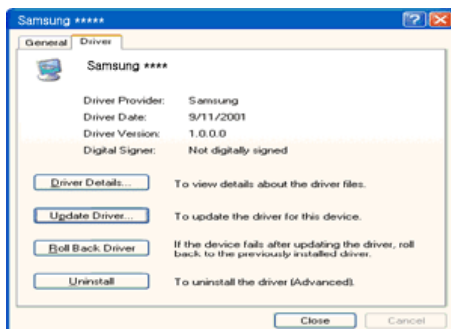 Samsung *****
General Driver
Samsung ****
Driver Provider: Samsung
Driver Date: 9/11/2001
Driver Version: 1.0.0.0
Digital Signer: Not digitally signed
Driver Details... To view details about the driver files.
Update Driver... To update the driver for this device.
Roll Back Driver If the device fails after updating the driver, roll
back to the previously installed driver.
Uninstall To uninstall the driver (Advanced).
Close Cancel